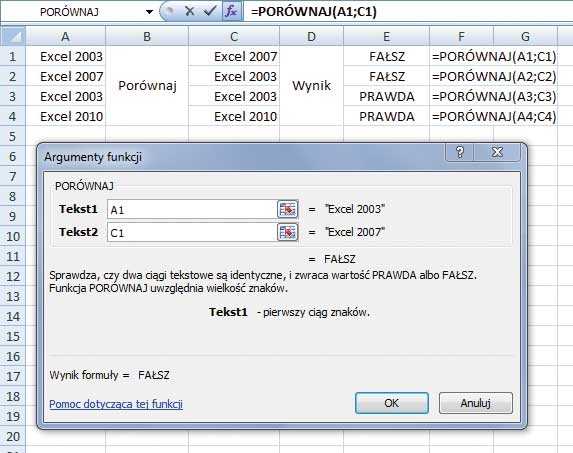 PORÓWNAJ fx =PORÓWNAJ(A1;C1)
A B C D E F G
1 Excel 2003 Excel 2007 FAŁSZ =PORÓWNAJ(A1;C1)
2 Excel 2007 Porównaj Excel 2003 Wynik FAŁSZ =PORÓWNAJ(A2;C2)
3 Excel 2003 Excel 2003 PRAWDA =PORÓWNAJ(A3;C3)
4 Excel 2010 Excel 2010 PRAWDA =PORÓWNAJ(A4;C4)
5
6
7
8
9
10
11
12
13
14
15
16
17
18
19
20
Argumenty funkcji
PORÓWNAJ
Tekst1 A1 = "Excel 2003"
Tekst2 C1 = "Excel 2007"
= FAŁSZ
Sprawdza, czy dwa ciągi tekstowe są identyczne, i zwraca wartość PRAWDA albo FAŁSZ.
Funkcja PORÓWNAJ uwzględnia wielkość znaków.
Tekst1 - pierwszy ciąg znaków.
Wynik formuły = FAŁSZ
Pomoc dotycząca tej funkcji OK Anuluj